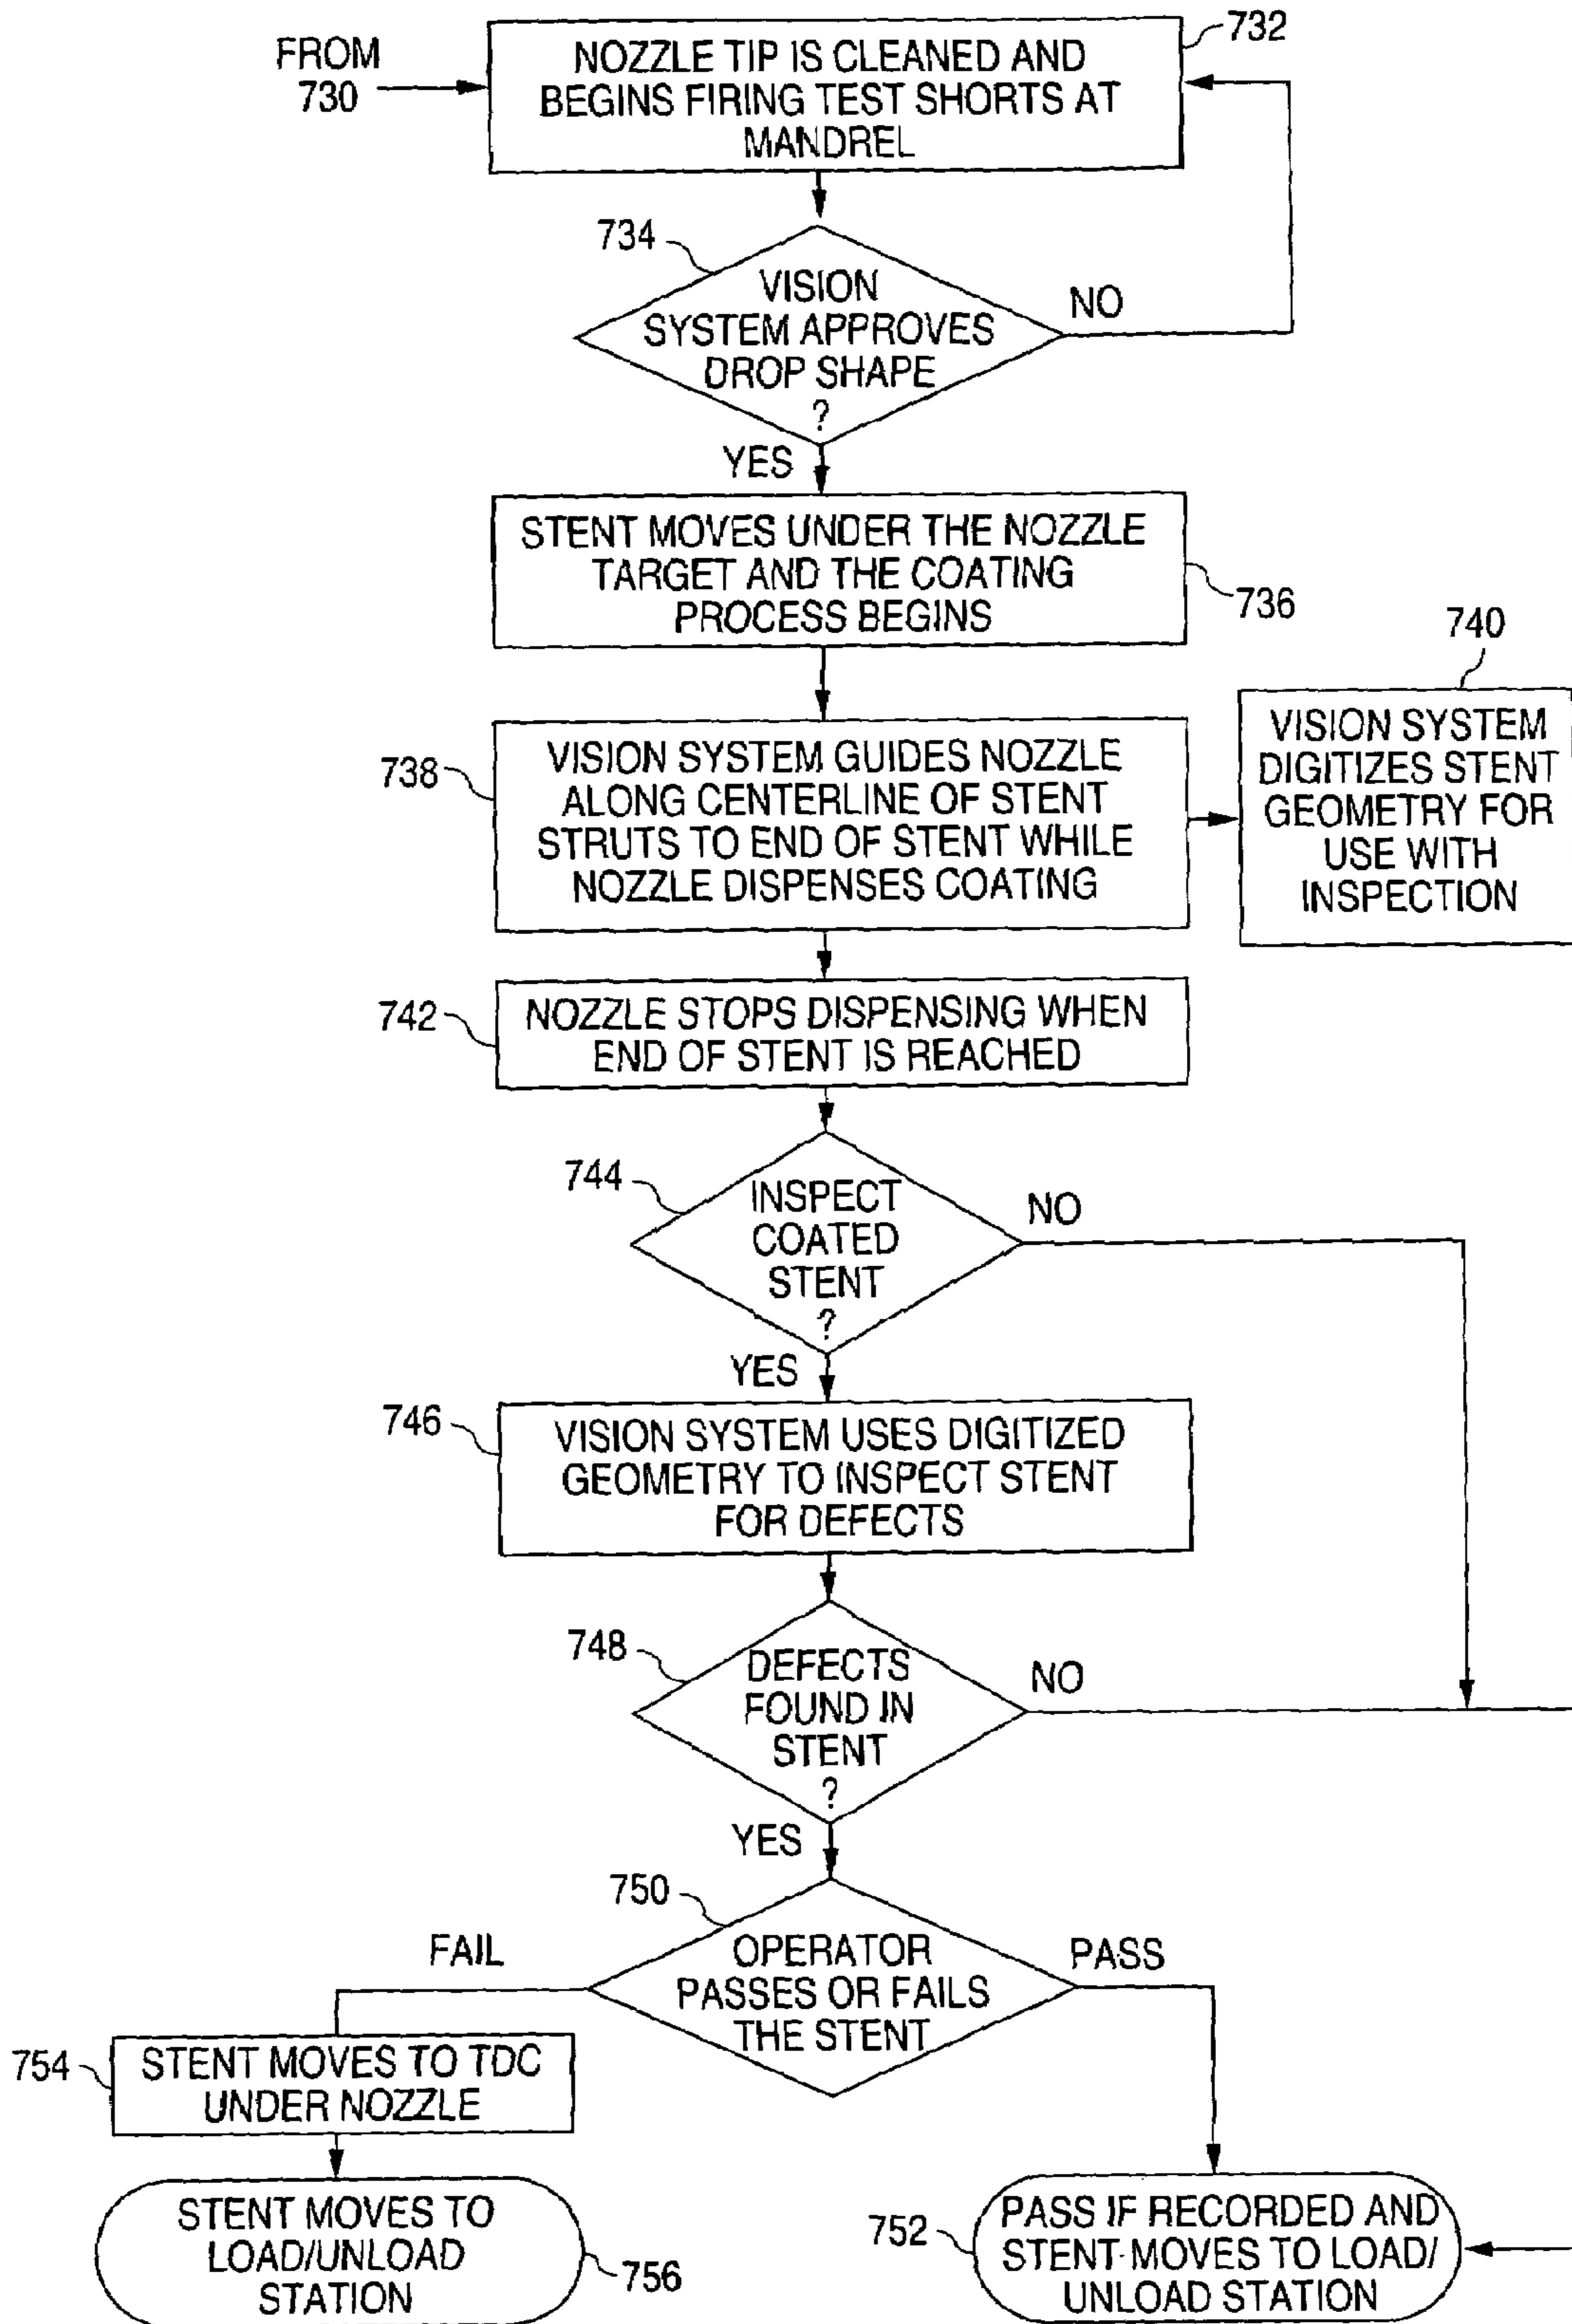 732
FROM
730
NOZZLE TIP IS CLEANED AND
BEGINS FIRING TEST SHORTS AT
MANDREL
734
VISION
SYSTEM APPROVES
DROP SHAPE
?
NO
YES
STENT MOVES UNDER THE NOZZLE
TARGET AND THE COATING
PROCESS BEGINS
736
740
738
VISION SYSTEM GUIDES NOZZLE
ALONG CENTERLINE OF STENT
STRUTS TO END OF STENT WHILE
NOZZLE DISPENSES COATING
VISION SYSTEM
DIGITIZES STENT
GEOMETRY FOR
USE WITH
INSPECTION
742
NOZZLE STOPS DISPENSING WHEN
END OF STENT IS REACHED
744
INSPECT
COATED
STENT
?
NO
YES
746
VISION SYSTEM USES DIGITIZED
GEOMETRY TO INSPECT STENT
FOR DEFECTS
748
DEFECTS
FOUND IN
STENT
?
NO
YES
750
FAIL
OPERATOR
PASSES OR FAILS
THE STENT
PASS
754
STENT MOVES TO TDC
UNDER NOZZLE
STENT MOVES TO
LOAD/UNLOAD
STATION
756
752
PASS IF RECORDED AND
STENT MOVES TO LOAD/
UNLOAD STATION